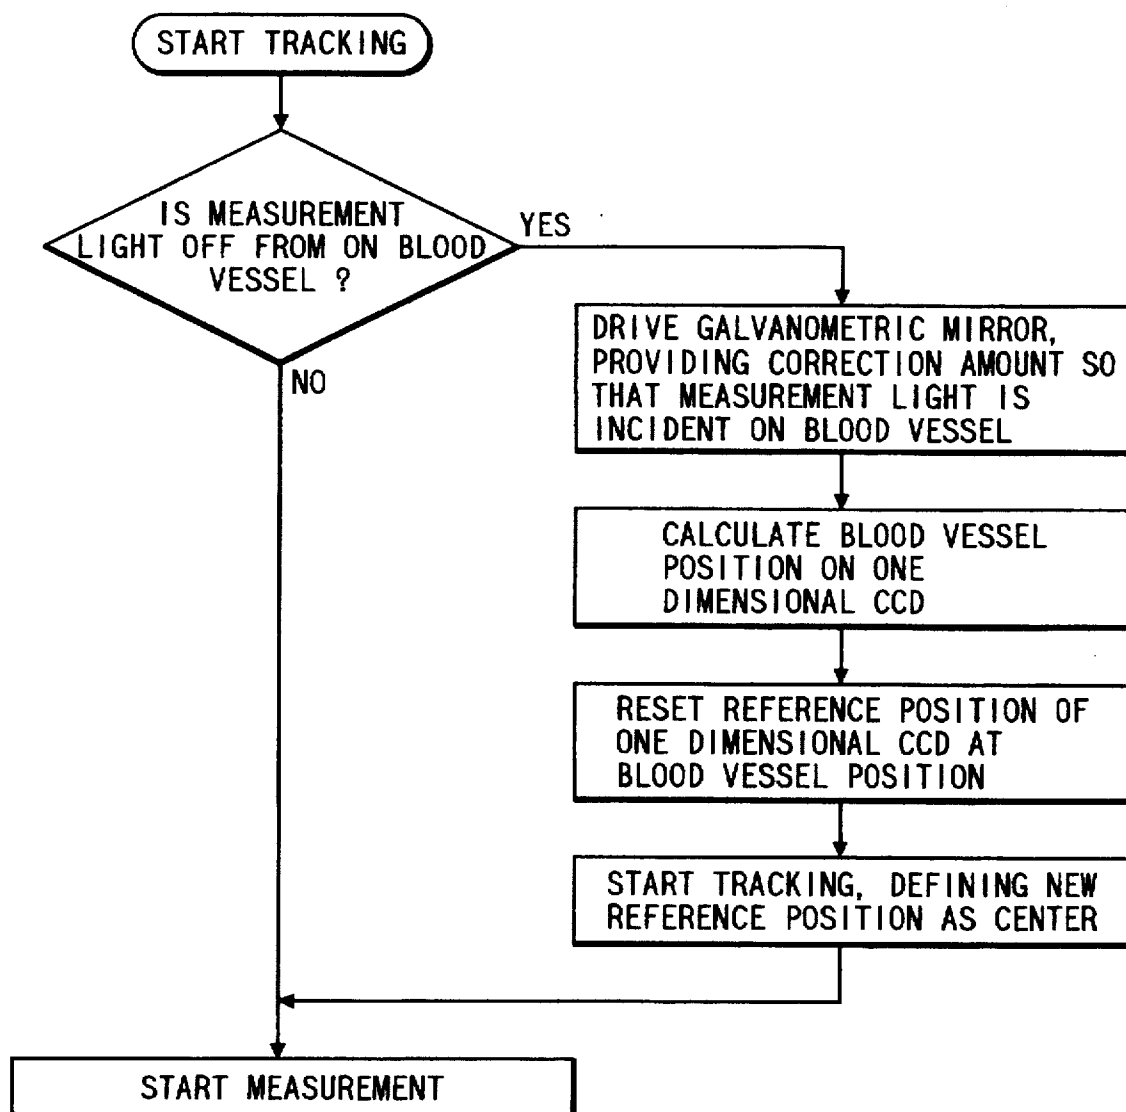 START TRACKING
IS MEASUREMENT
LIGHT OFF FROM ON BLOOD
VESSEL ?
YES
NO
DRIVE GALVANOMETRIC MIRROR,
PROVIDING CORRECTION AMOUNT SO
THAT MEASUREMENT LIGHT IS
INCIDENT ON BLOOD VESSEL
CALCULATE BLOOD VESSEL
POSITION ON ONE
DIMENSIONAL CCD
RESET REFERENCE POSITION OF
ONE DIMENSIONAL CCD AT
BLOOD VESSEL POSITION
START TRACKING, DEFINING NEW
REFERENCE POSITION AS CENTER
START MEASUREMENT